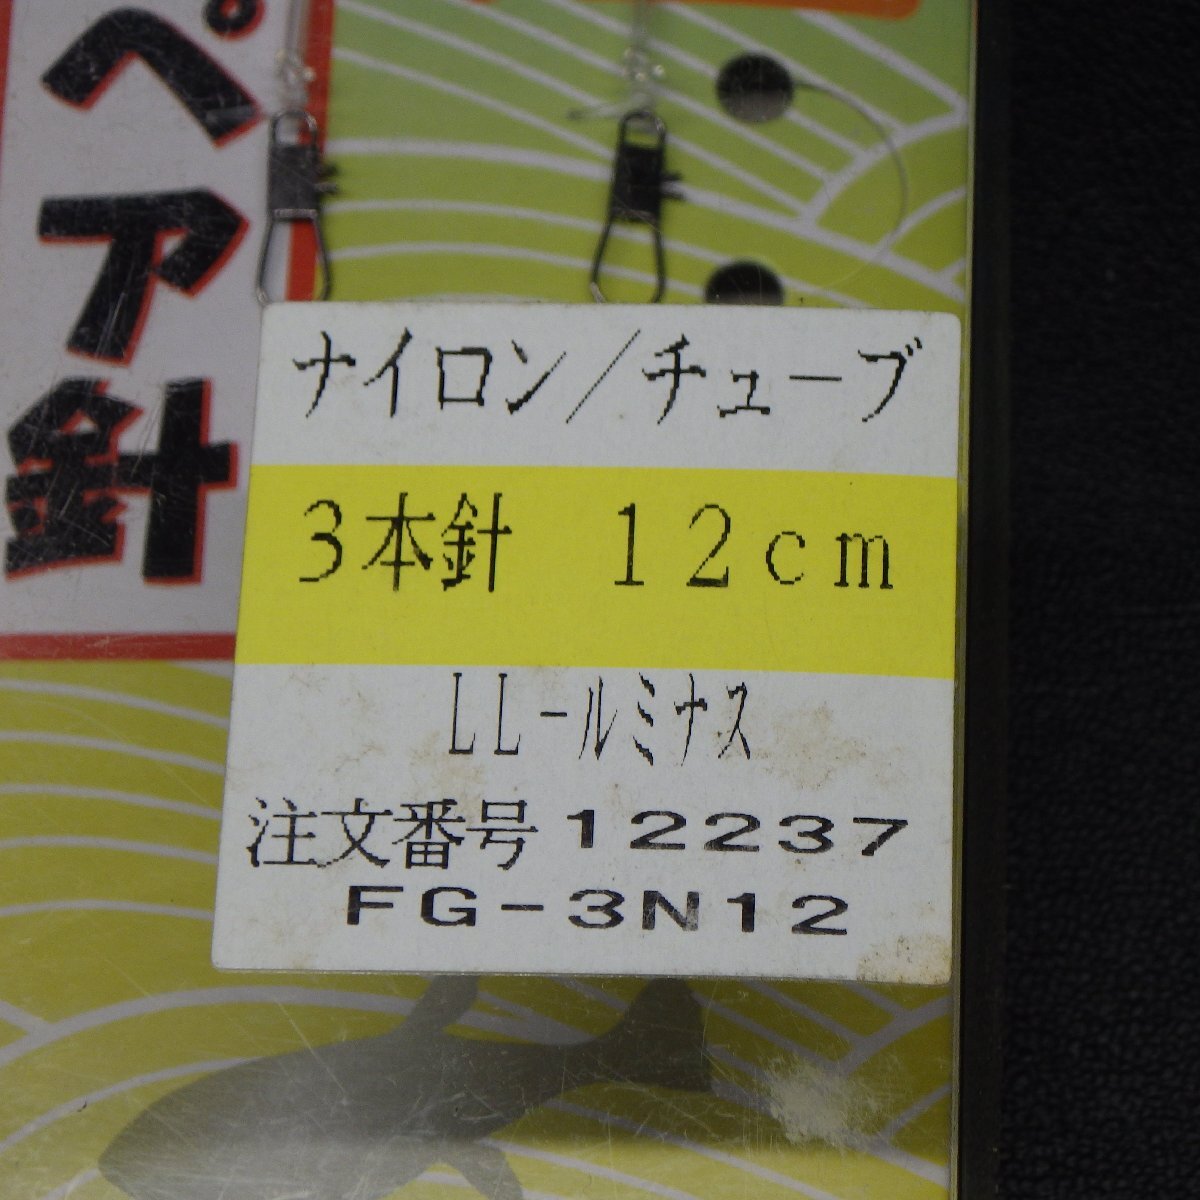 ペア針
ナイロン/チューブ
3本針 12cm
LL-ルミナス
注文番号12237
FG-3N12